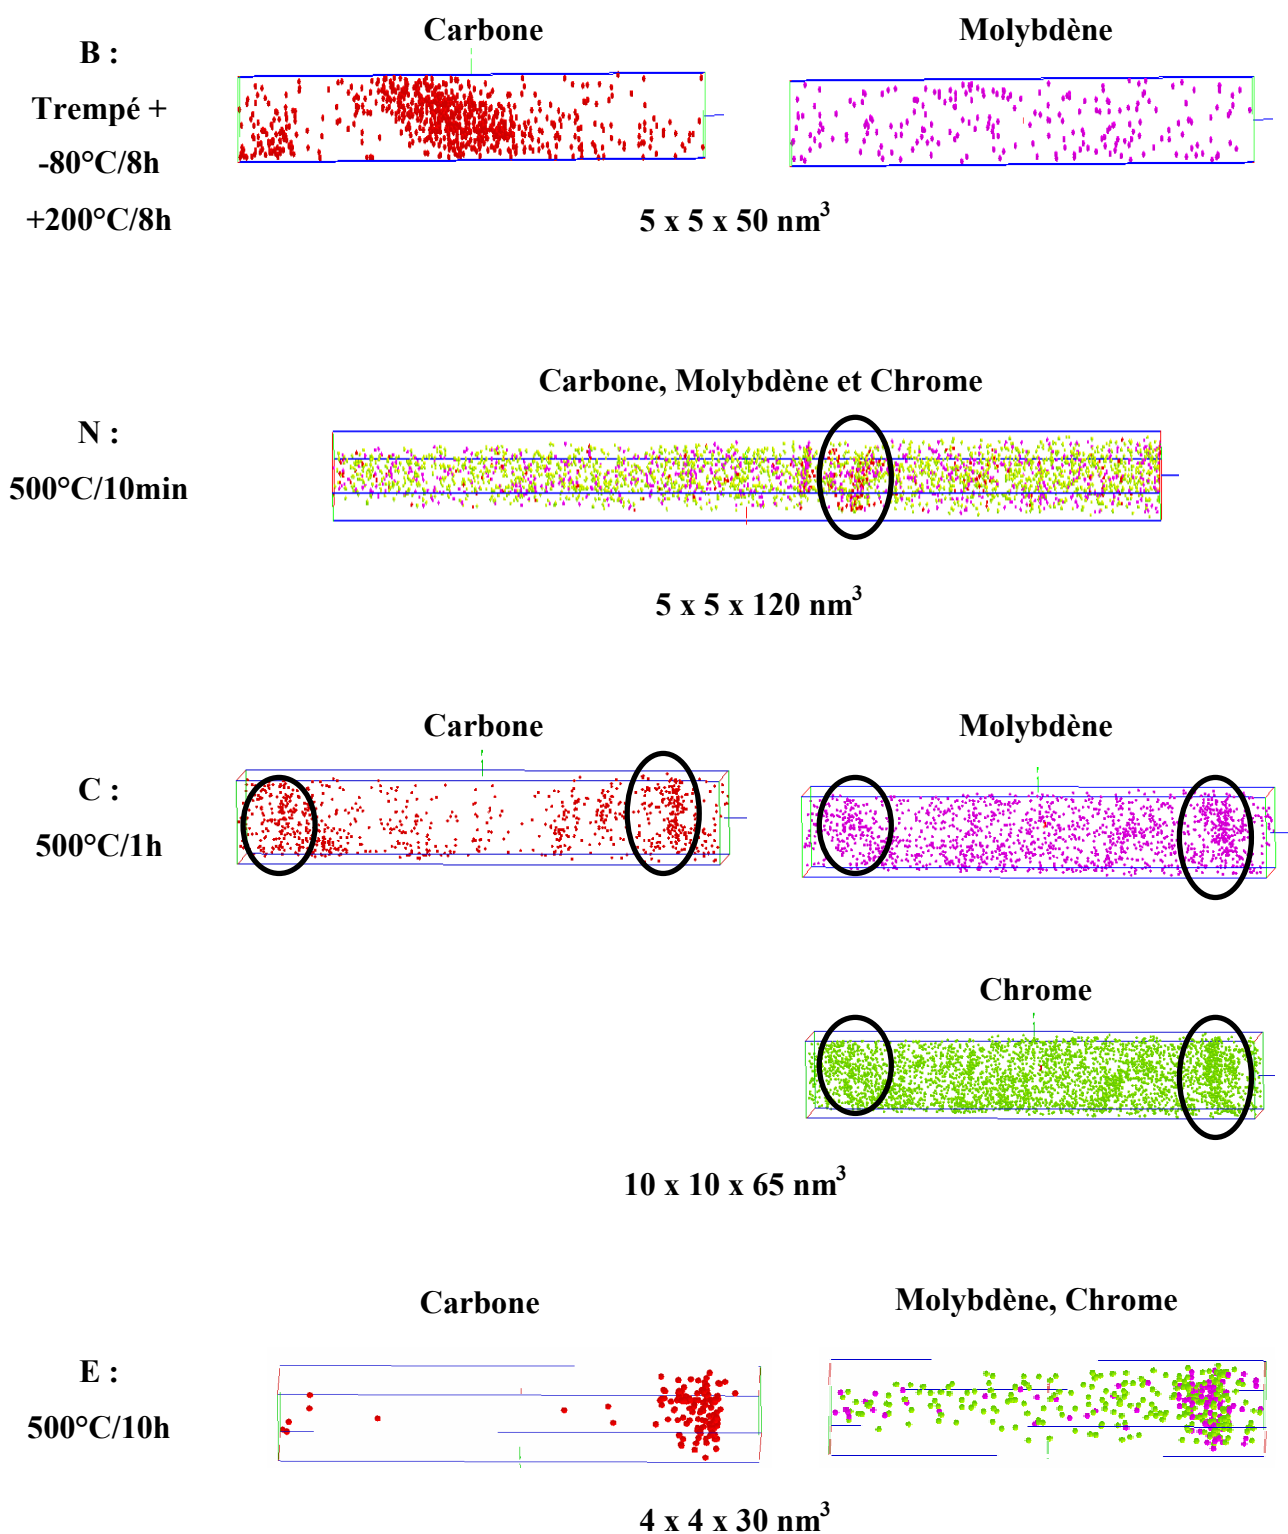 Carbone
Molybdène
B :
Trempé +
-80°C/8h
+200°C/8h
5 x 5 x 50 nm³
Carbone, Molybdène et Chrome
N :
500°C/10min
5 x 5 x 120 nm³
Carbone
Molybdène
C :
500°C/1h
Chrome
10 x 10 x 65 nm³
Carbone
Molybdène, Chrome
E :
500°C/10h
4 x 4 x 30 nm³